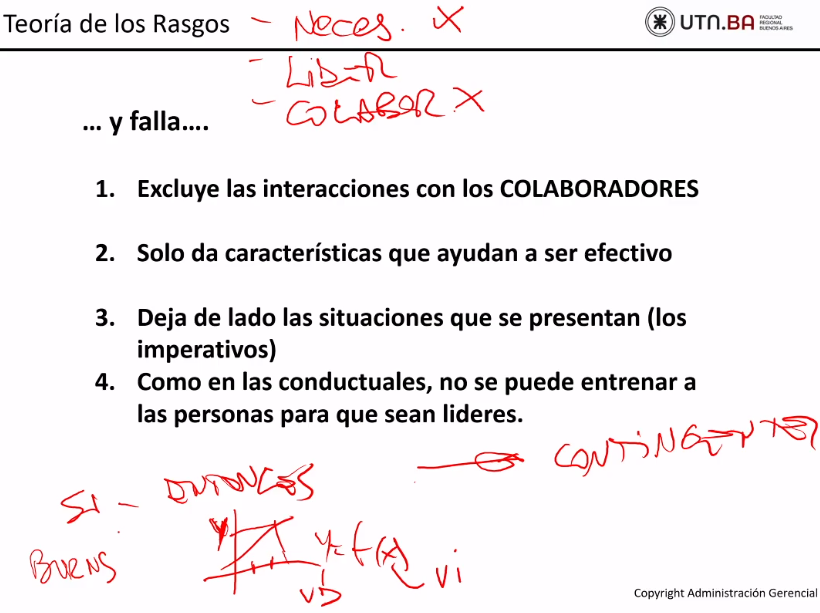 Teoría de los Rasgos - Neces. X
UTN.BA FACULTAD REGIONAL BUENOS AIRES
- LIDER
- COLABOR X
... y falla....
1. Excluye las interacciones con los COLABORADORES
2. Solo da características que ayudan a ser efectivo
3. Deja de lado las situaciones que se presentan (los
imperativos)
4. Como en las conductuales, no se puede entrenar a
las personas para que sean lideres.
CONTINGENTES
SI - ENTONCES
Y
y = f(x)
BURNS
VD
Vi
Copyright Administración Gerencial